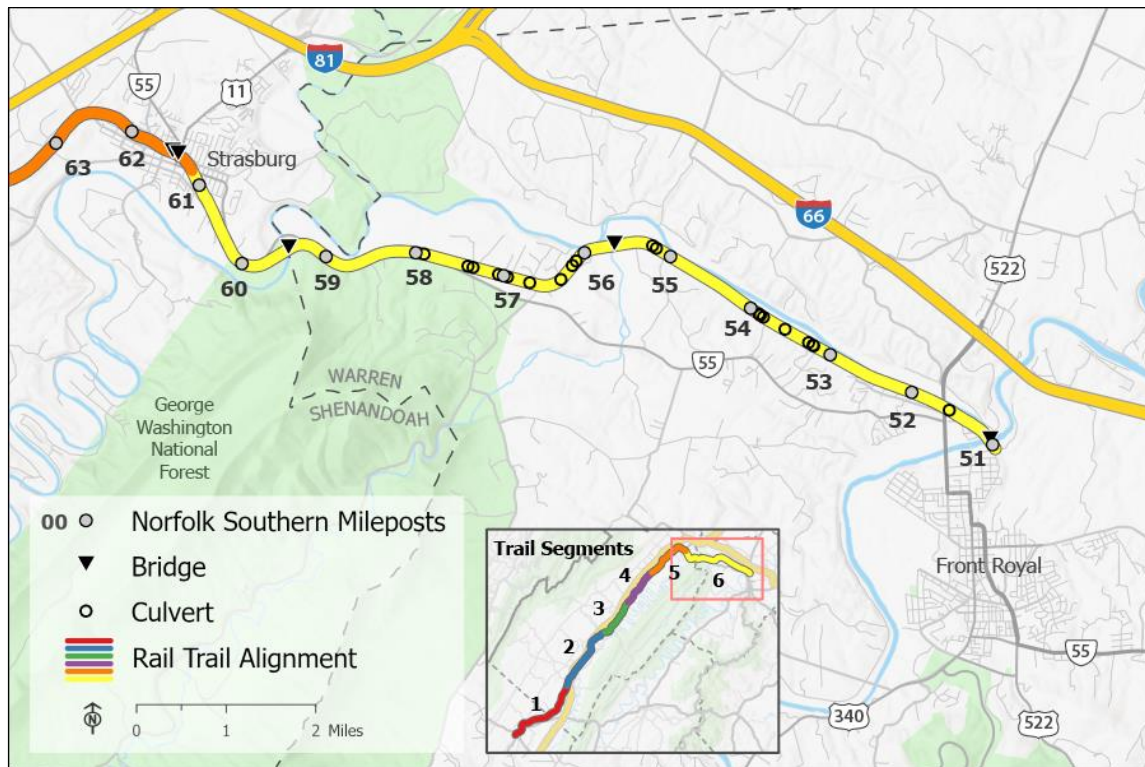 81
55
11
63
62
Strasburg
61
66
522
60
59
58
57
56
55
54
53
52
51
55
WARREN
SHENANDOAH
George
Washington
National
Forest
00 Norfolk Southern Mileposts
Bridge
Culvert
Rail Trail Alignment
N
0 1 2 Miles
Trail Segments
1
2
3
4
5
6
Front Royal
55
340
522